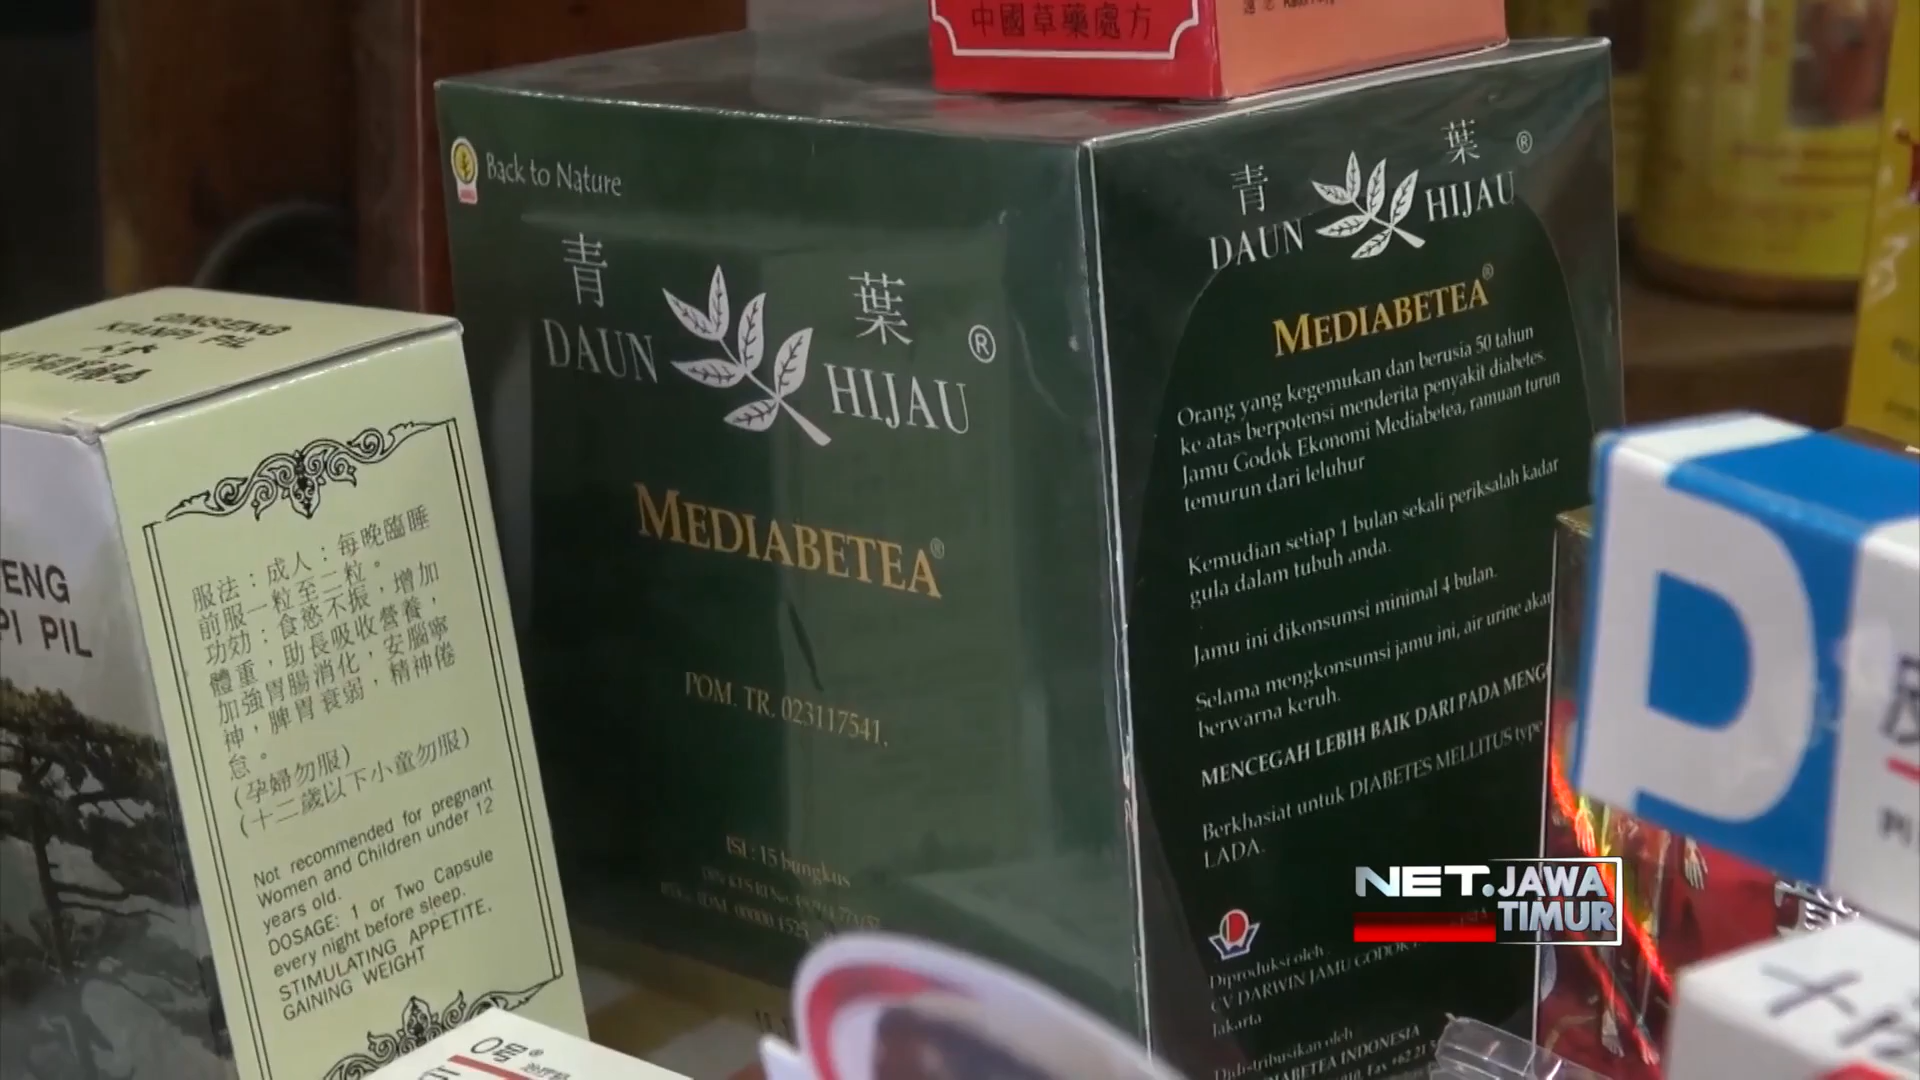 中國草藥處方
GINSENG
KIANPI PIL
ENG
PI PIL
服法：成人：每晚臨睡
前服一粒至二粒。
功効：食慾不振，增加
體重，助長吸收營養，
加強胃腸消化，安腦寧
神，脾胃衰弱，精神倦
怠。
(孕婦勿服)
(十二歲以下小童勿服)
Not recommended for pregnant
Women and Children under 12
years old.
DOSAGE: 1 or Two Capsule
every night before sleep.
STIMULATING APPETITE.
GAINING WEIGHT
Back to Nature
青 葉
DAUN HIJAU ®
MEDIABETEA®
POM. TR. 023117541.
ISI : 15 bungkus
青 葉 ®
DAUN HIJAU
MEDIABETEA®
Orang yang kegemukan dan berusia 50 tahun
ke atas berpotensi menderita penyakit diabetes.
Jamu Godok Ekonomi Mediabetea, ramuan turun
temurun dari leluhur
Kemudian setiap 1 bulan sekali periksalah kadar
gula dalam tubuh anda.
Jamu ini dikonsumsi minimal 4 bulan.
Selama mengkonsumsi jamu ini, air urine akan
berwarna keruh.
MENCEGAH LEBIH BAIK DARI PADA MENG
Berkhasiat untuk DIABETES MELLITUS type
LADA.
Diproduksi oleh
CV DARWIN JAMU GODOK
Jakarta
Didistribusikan oleh
INDONESIA
NET. JAWA
TIMUR